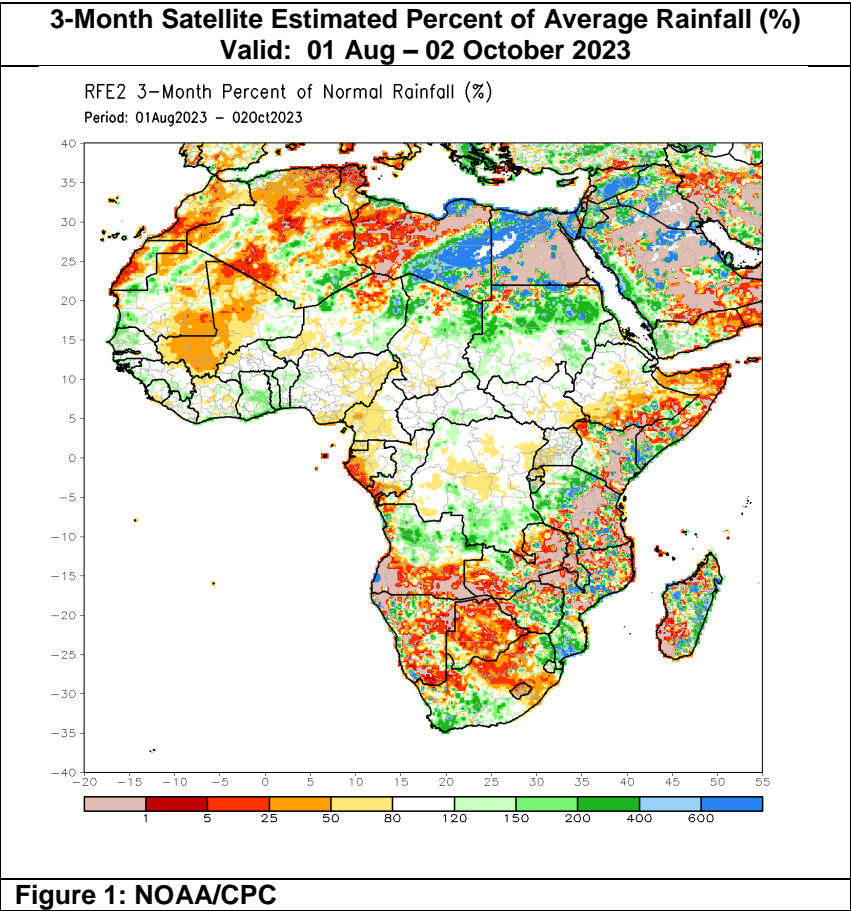 3-Month Satellite Estimated Percent of Average Rainfall (%)
Valid:  01 Aug – 02 October 2023
RFE2 3-Month Percent of Normal Rainfall (%)
Period: 01Aug2023 - 02Oct2023
40
35
30
25
20
15
10
5
0
-5
-10
-15
-20
-25
-30
-35
-40
-20 -15 -10 -5 0 5 10 15 20 25 30 35 40 45 50 55
1 5 25 50 80 120 150 200 400 600
Figure 1: NOAA/CPC